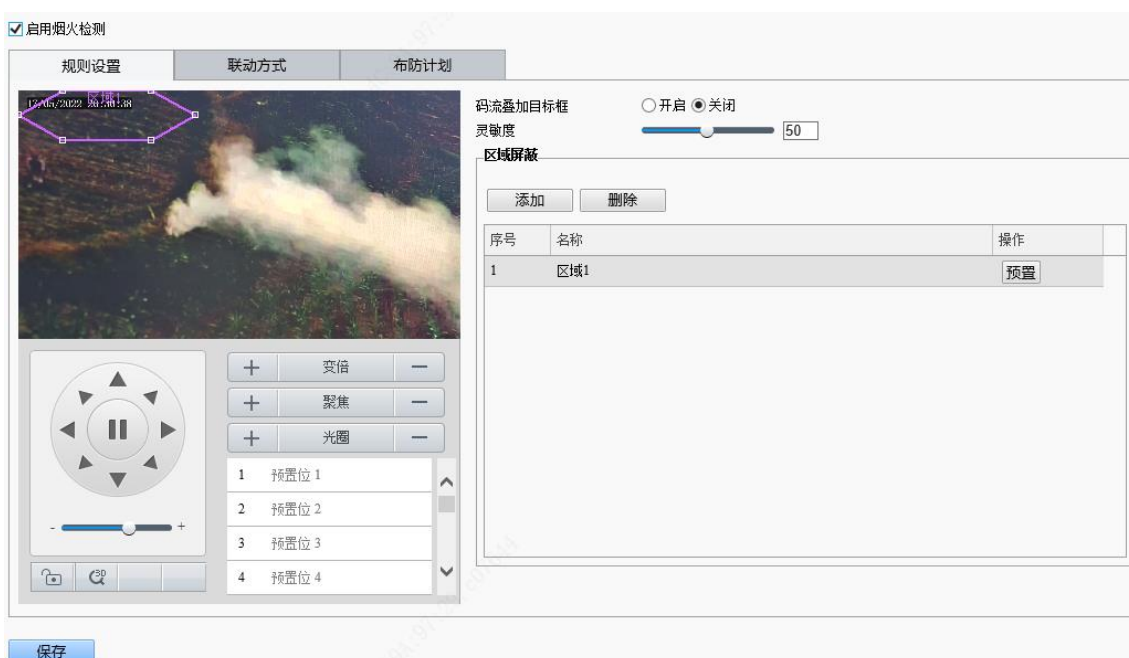 启用烟火检测
规则设置
联动方式
布防计划
区域1
码流叠加目标框
开启
关闭
灵敏度
50
区域屏蔽
添加
删除
序号
名称
操作
1
区域1
预置
+
变倍
—
+
聚焦
—
+
光圈
—
1 预置位 1
2 预置位 2
3 预置位 3
4 预置位 4
- +
3D
保存